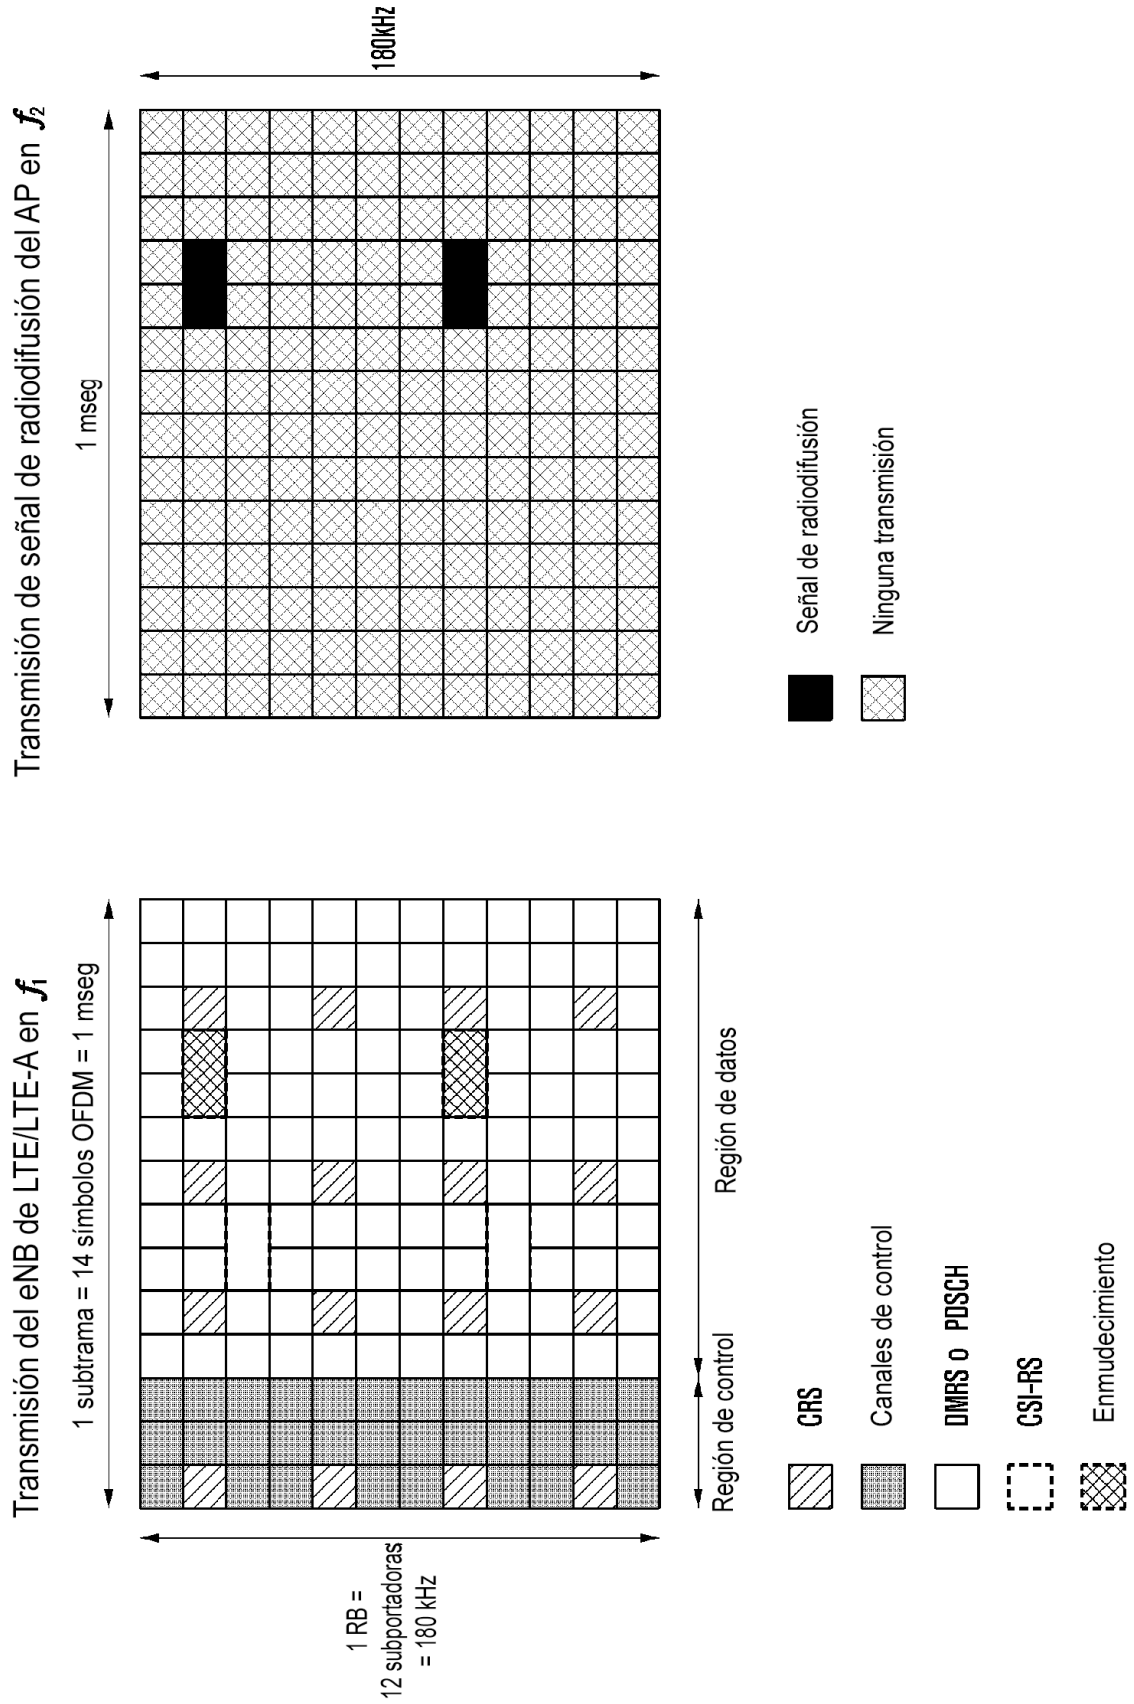 Transmisión del eNB de LTE/LTE-A en f1
1 subtrama = 14 símbolos OFDM = 1 mseg
1 RB =
12 subportadoras
= 180 kHz
Región de control
Región de datos
CRS
Canales de control
DMRS o PDSCH
CSI-RS
Enmudecimiento
Transmisión de señal de radiodifusión del AP en f2
1 mseg
180kHz
Señal de radiodifusión
Ninguna transmisión